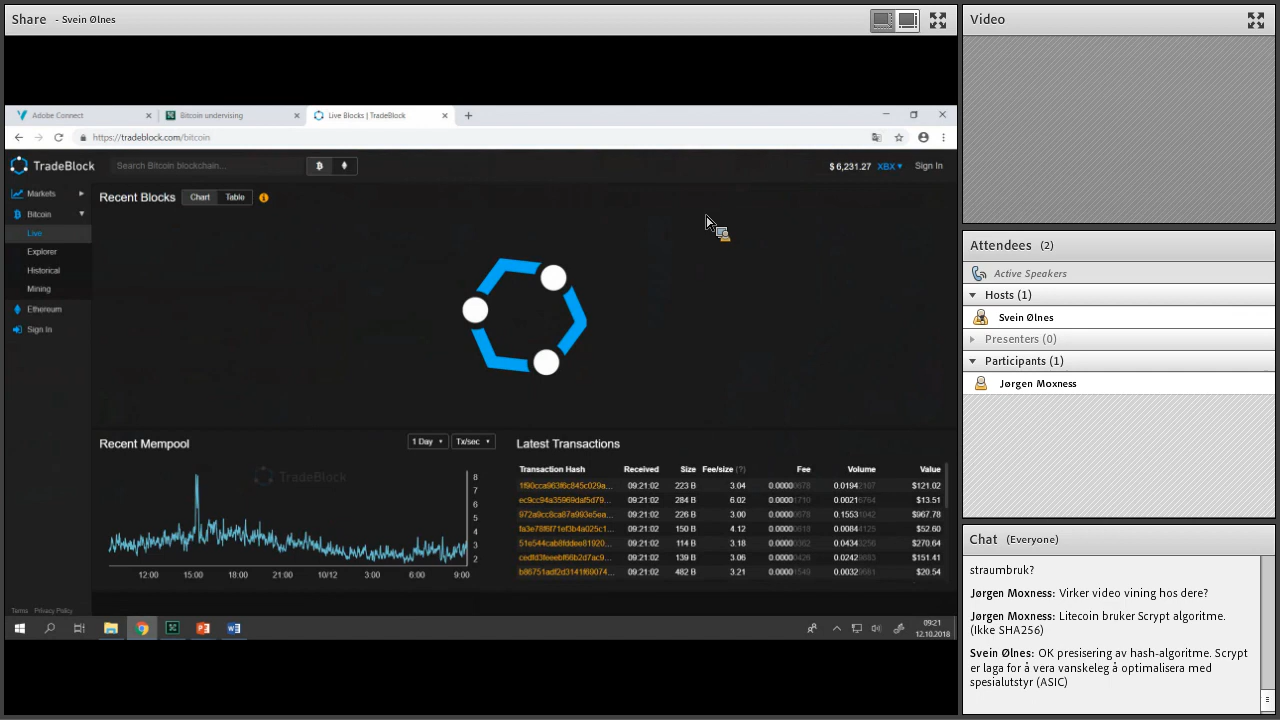 Share - Svein Ølnes
Adobe Connect
Bitcoin undervising
Live Blocks | TradeBlock
https://tradeblock.com/bitcoin
TradeBlock
Search Bitcoin blockchain...
$ 6,231.27 XBX
Sign In
Markets
Bitcoin
Live
Explorer
Historical
Mining
Ethereum
Sign In
Recent Blocks
Chart
Table
Recent Mempool
1 Day
Tx/sec
TradeBlock
8
7
6
5
4
3
2
12:00 15:00 18:00 21:00 10/12 3:00 6:00 9:00
Latest Transactions
Transaction Hash Received Size Fee/size (?) Fee Volume Value
09:21:02 223 B 3.04 $121.02
09:21:02 284 B 6.02 $13.51
09:21:02 226 B 3.00 $967.78
09:21:02 150 B 4.12 $52.60
09:21:02 114 B 3.18 $270.64
09:21:02 139 B 3.06 $151.41
09:21:02 482 B 3.21 $20.54
Terms Privacy Policy
09:21
12.10.2018
Video
Attendees (2)
Active Speakers
Hosts (1)
Svein Ølnes
Presenters (0)
Participants (1)
Jørgen Moxness
Chat (Everyone)
straumbruk?
Jørgen Moxness: Virker video vining hos dere?
Jørgen Moxness: Litecoin bruker Scrypt algoritme.
(Ikke SHA256)
Svein Ølnes: OK presisering av hash-algoritme. Scrypt
er laga for å vera vanskeleg å optimalisera med
spesialutstyr (ASIC)